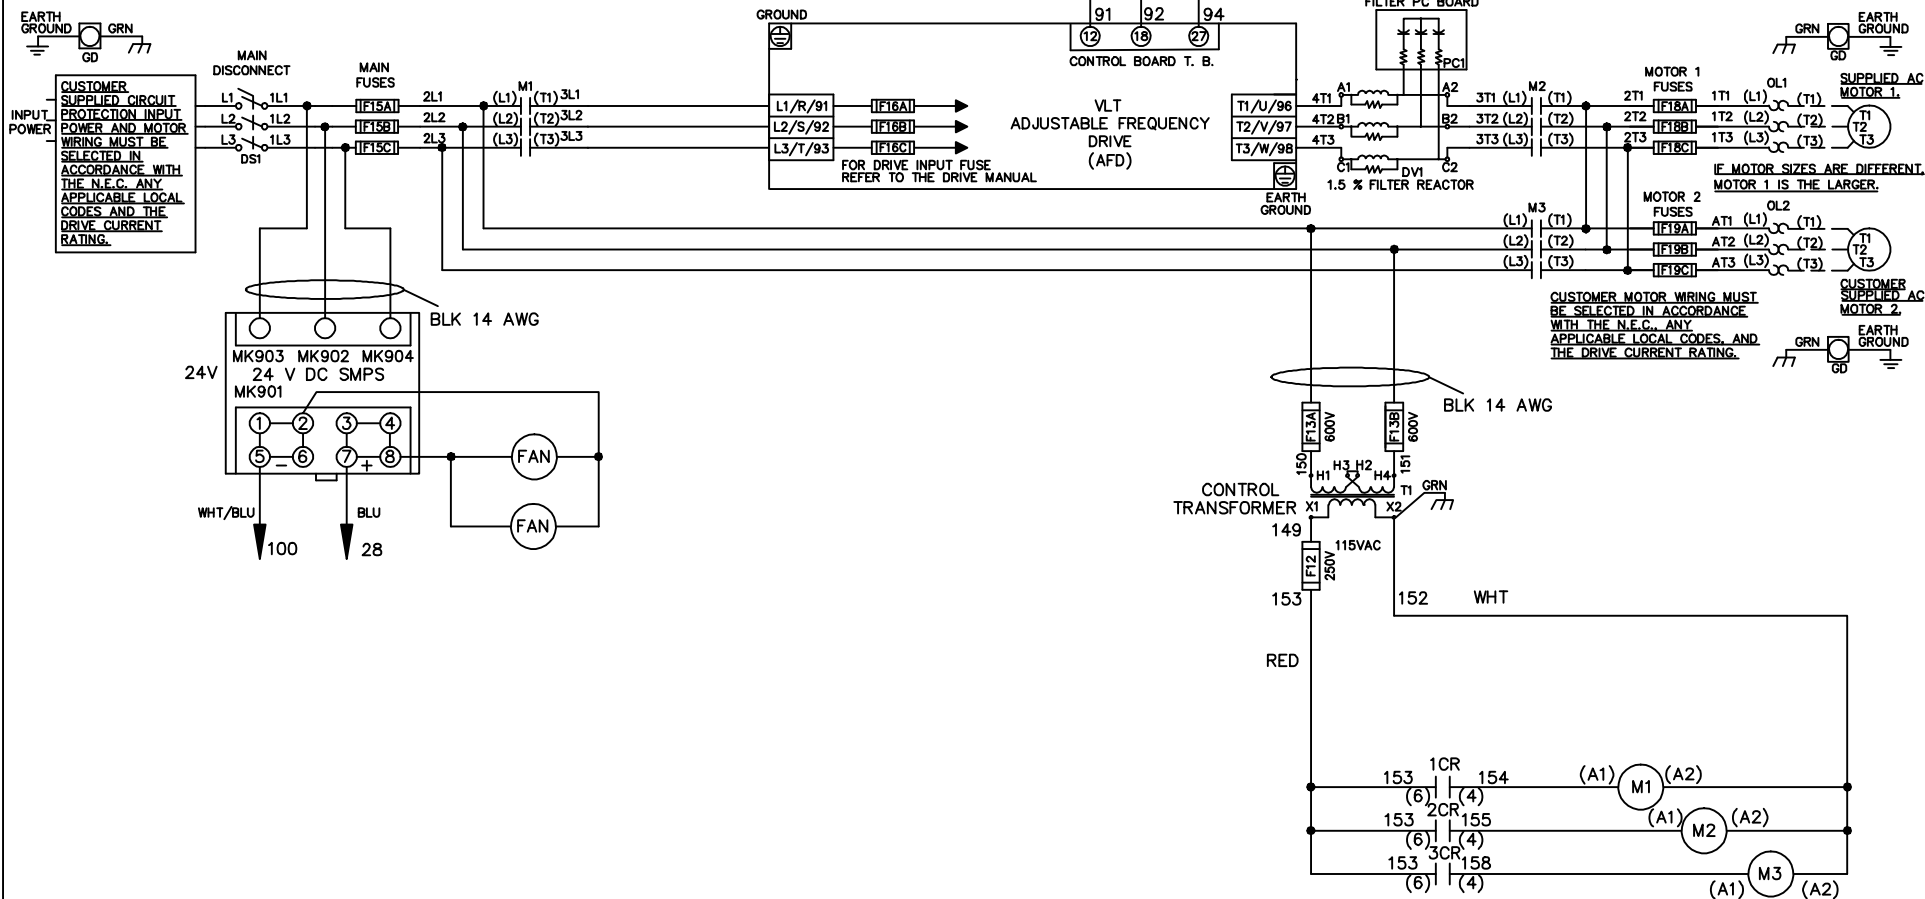 EARTH
GROUND
GRN
GD
CUSTOMER
SUPPLIED CIRCUIT
PROTECTION INPUT
POWER AND MOTOR
WIRING MUST BE
SELECTED IN
ACCORDANCE WITH
THE N.E.C. ANY
APPLICABLE LOCAL
CODES AND THE
DRIVE CURRENT
RATING.
INPUT
POWER
MAIN
DISCONNECT
L1 1L1
L2 1L2
L3 1L3
DS1
MAIN
FUSES
F15A
F15B
F15C
2L1
2L2
2L3
M1
(L1) (T1) 3L1
(L2) (T2) 3L2
(L3) (T3) 3L3
GROUND
L1/R/91
L2/S/92
L3/T/93
F16A
F16B
F16C
FOR DRIVE INPUT FUSE
REFER TO THE DRIVE MANUAL
91 92 94
12 18 27
CONTROL BOARD T. B.
VLT
ADJUSTABLE FREQUENCY
DRIVE
(AFD)
T1/U/96
T2/V/97
T3/W/98
EARTH
GROUND
FILTER PC BOARD
PC1
4T1 A1 A2
4T2 B1 B2
4T3 C1 C2
DV1
1.5 % FILTER REACTOR
M2
3T1 (L1) (T1)
3T2 (L2) (T2)
3T3 (L3) (T3)
MOTOR 1
FUSES
2T1 F18A 1T1 (L1) (T1)
2T2 F18B 1T2 (L2) (T2)
2T3 F18C 1T3 (L3) (T3)
OL1
GRN
GD
EARTH
GROUND
SUPPLIED AC
MOTOR 1.
T1
T2
T3
IF MOTOR SIZES ARE DIFFERENT,
MOTOR 1 IS THE LARGER.
M3
(L1) (T1)
(L2) (T2)
(L3) (T3)
MOTOR 2
FUSES
F19A AT1 (L1) (T1)
F19B AT2 (L2) (T2)
F19C AT3 (L3) (T3)
OL2
T1
T2
T3
CUSTOMER
SUPPLIED AC
MOTOR 2.
CUSTOMER MOTOR WIRING MUST
BE SELECTED IN ACCORDANCE
WITH THE N.E.C., ANY
APPLICABLE LOCAL CODES, AND
THE DRIVE CURRENT RATING.
GRN
GD
EARTH
GROUND
BLK 14 AWG
MK903 MK902 MK904
24V
24 V DC SMPS
MK901
1 2 3 4
5 − 6 7 + 8
FAN
FAN
WHT/BLU
BLU
100
28
BLK 14 AWG
F13A
600V
F13B
600V
150
151
H1 H3 H2 H4
T1
GRN
CONTROL
TRANSFORMER
X1 X2
149
115VAC
F12
250V
153
152
WHT
RED
1CR
153 154
(6) (4)
(A1) M1 (A2)
2CR
153 155
(6) (4)
(A1) M2 (A2)
3CR
153 158
(6) (4)
(A1) M3 (A2)